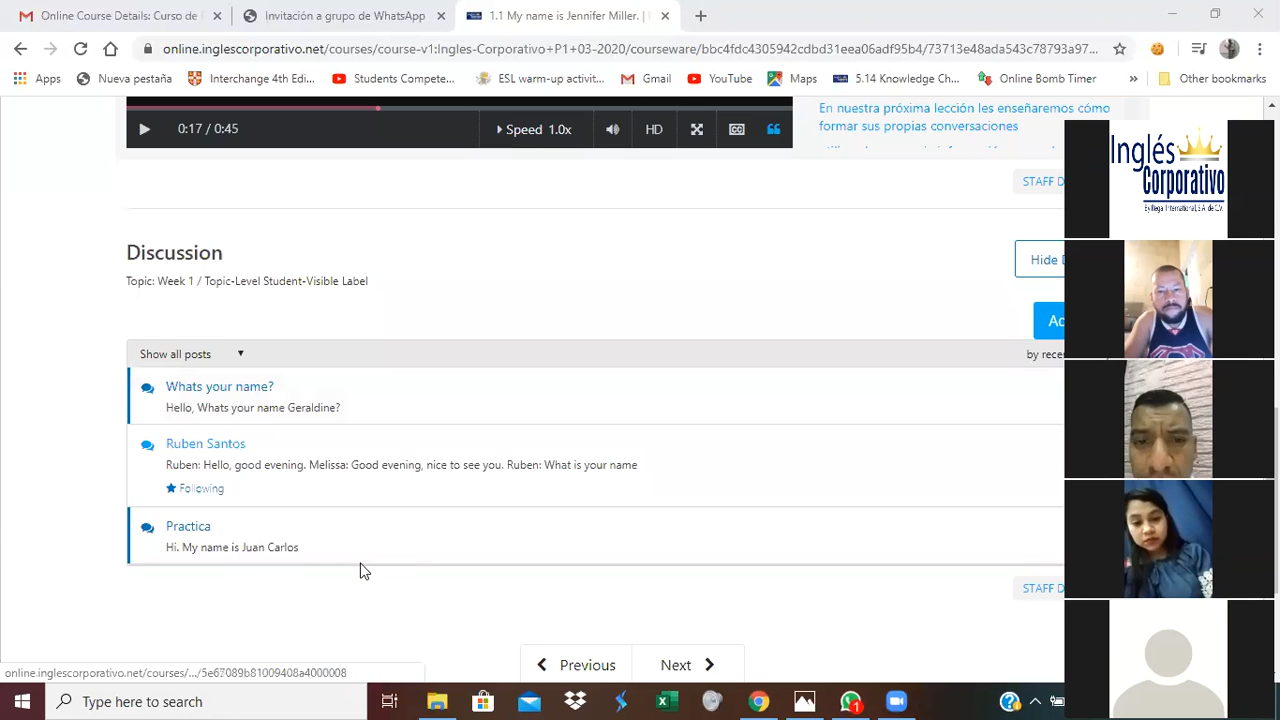 Online Course Details: Curso de
Invitación a grupo de WhatsApp
1.1 My name is Jennifer Miller. |
online.inglescorporativo.net/courses/course-v1:Ingles-Corporativo+P1+03-2020/courseware/bbc4fdc4305942cdbd31eea06adf95b4/73713e48ada543c78793a97...
Apps
Nueva pestaña
Interchange 4th Edi...
Students Compete...
ESL warm-up activit...
Gmail
YouTube
Maps
5.14 Knowledge Ch...
Online Bomb Timer
»
Other bookmarks
En nuestra próxima lección les enseñaremos cómo
formar sus propias conversaciones
0:17 / 0:45
Speed 1.0x
HD
STAFF D
Inglés
Corporativo
Discussion
Hide
Topic: Week 1 / Topic-Level Student-Visible Label
Show all posts
by rece
Whats your name?
Hello, Whats your name Geraldine?
Ruben Santos
Ruben: Hello, good evening. Melissa: Good evening, nice to see you. Ruben: What is your name
Following
Practica
Hi. My name is Juan Carlos
STAFF D
Previous
Next
online.inglescorporativo.net/courses/.../5e67089b81009408a4000008
Type here to search